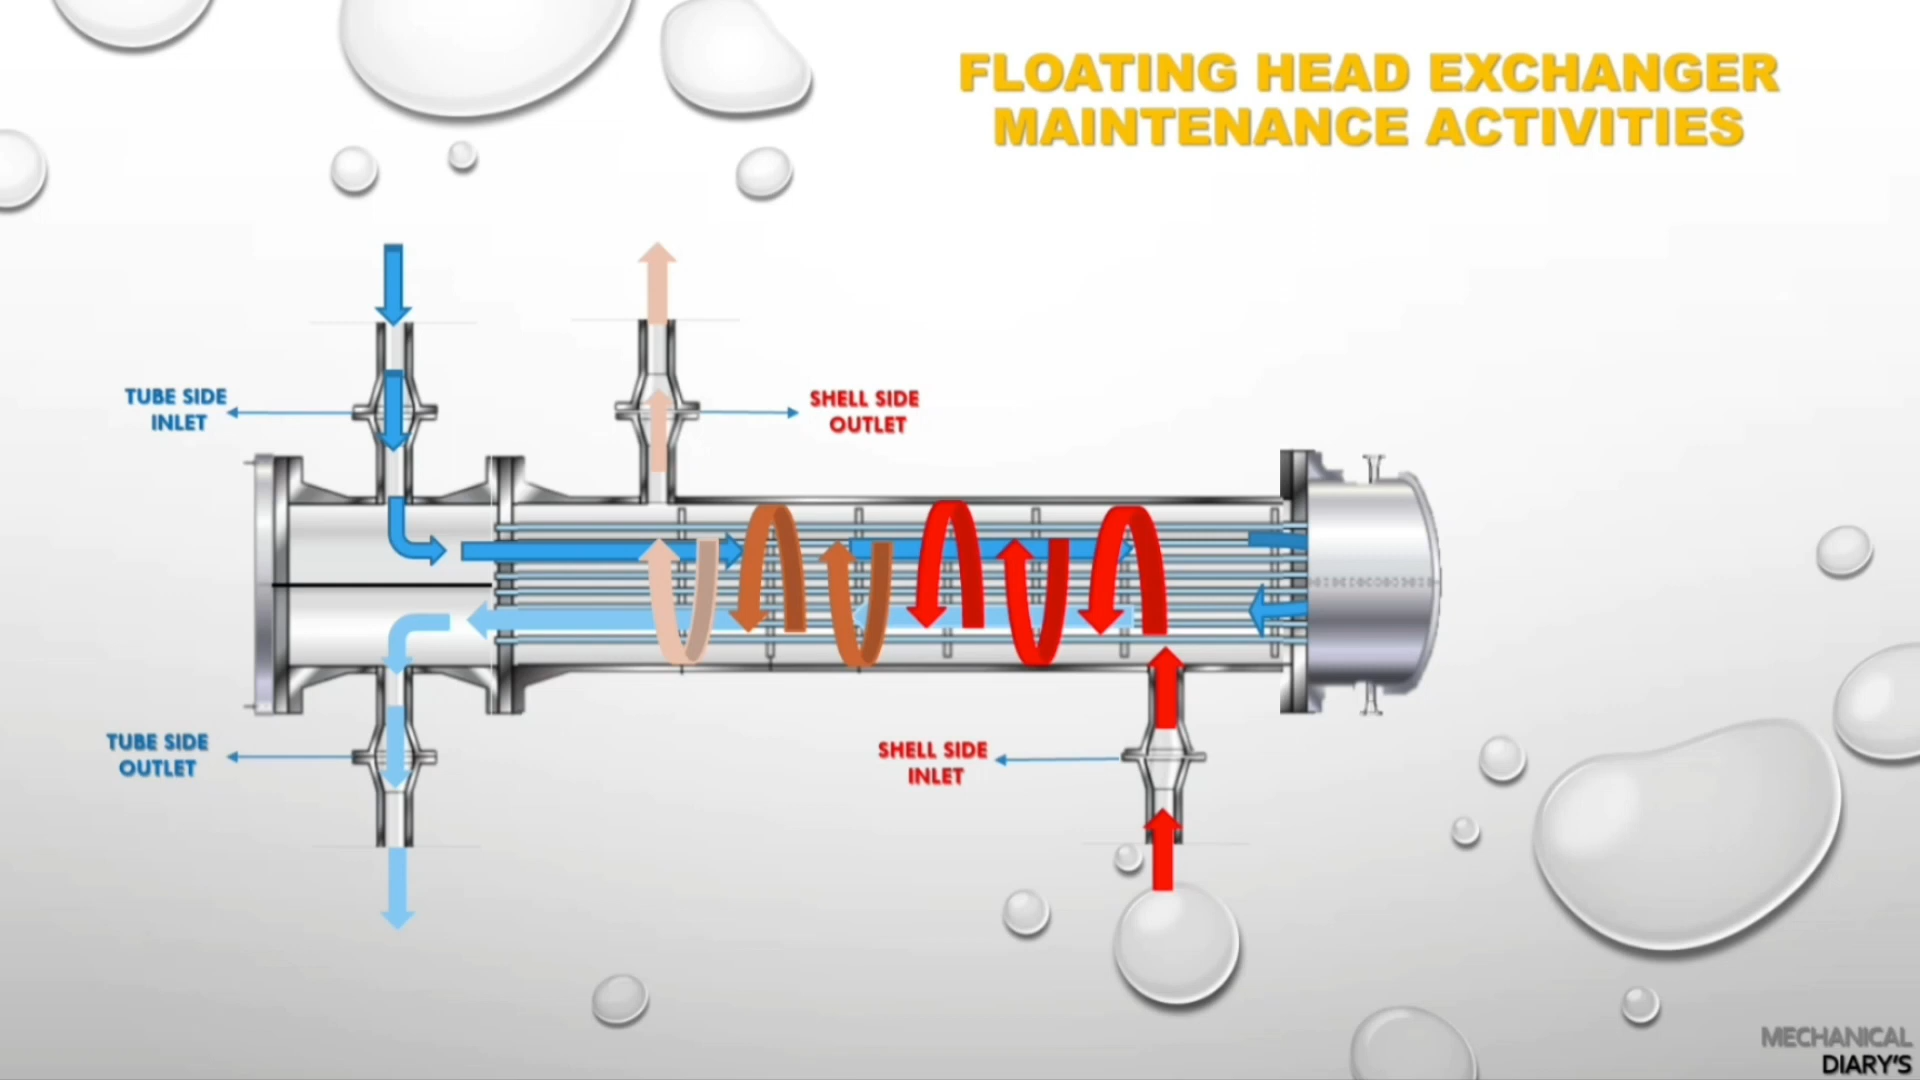 FLOATING HEAD EXCHANGER
MAINTENANCE ACTIVITIES
TUBE SIDE
INLET
SHELL SIDE
OUTLET
TUBE SIDE
OUTLET
SHELL SIDE
INLET
MECHANICAL
DIARY'S